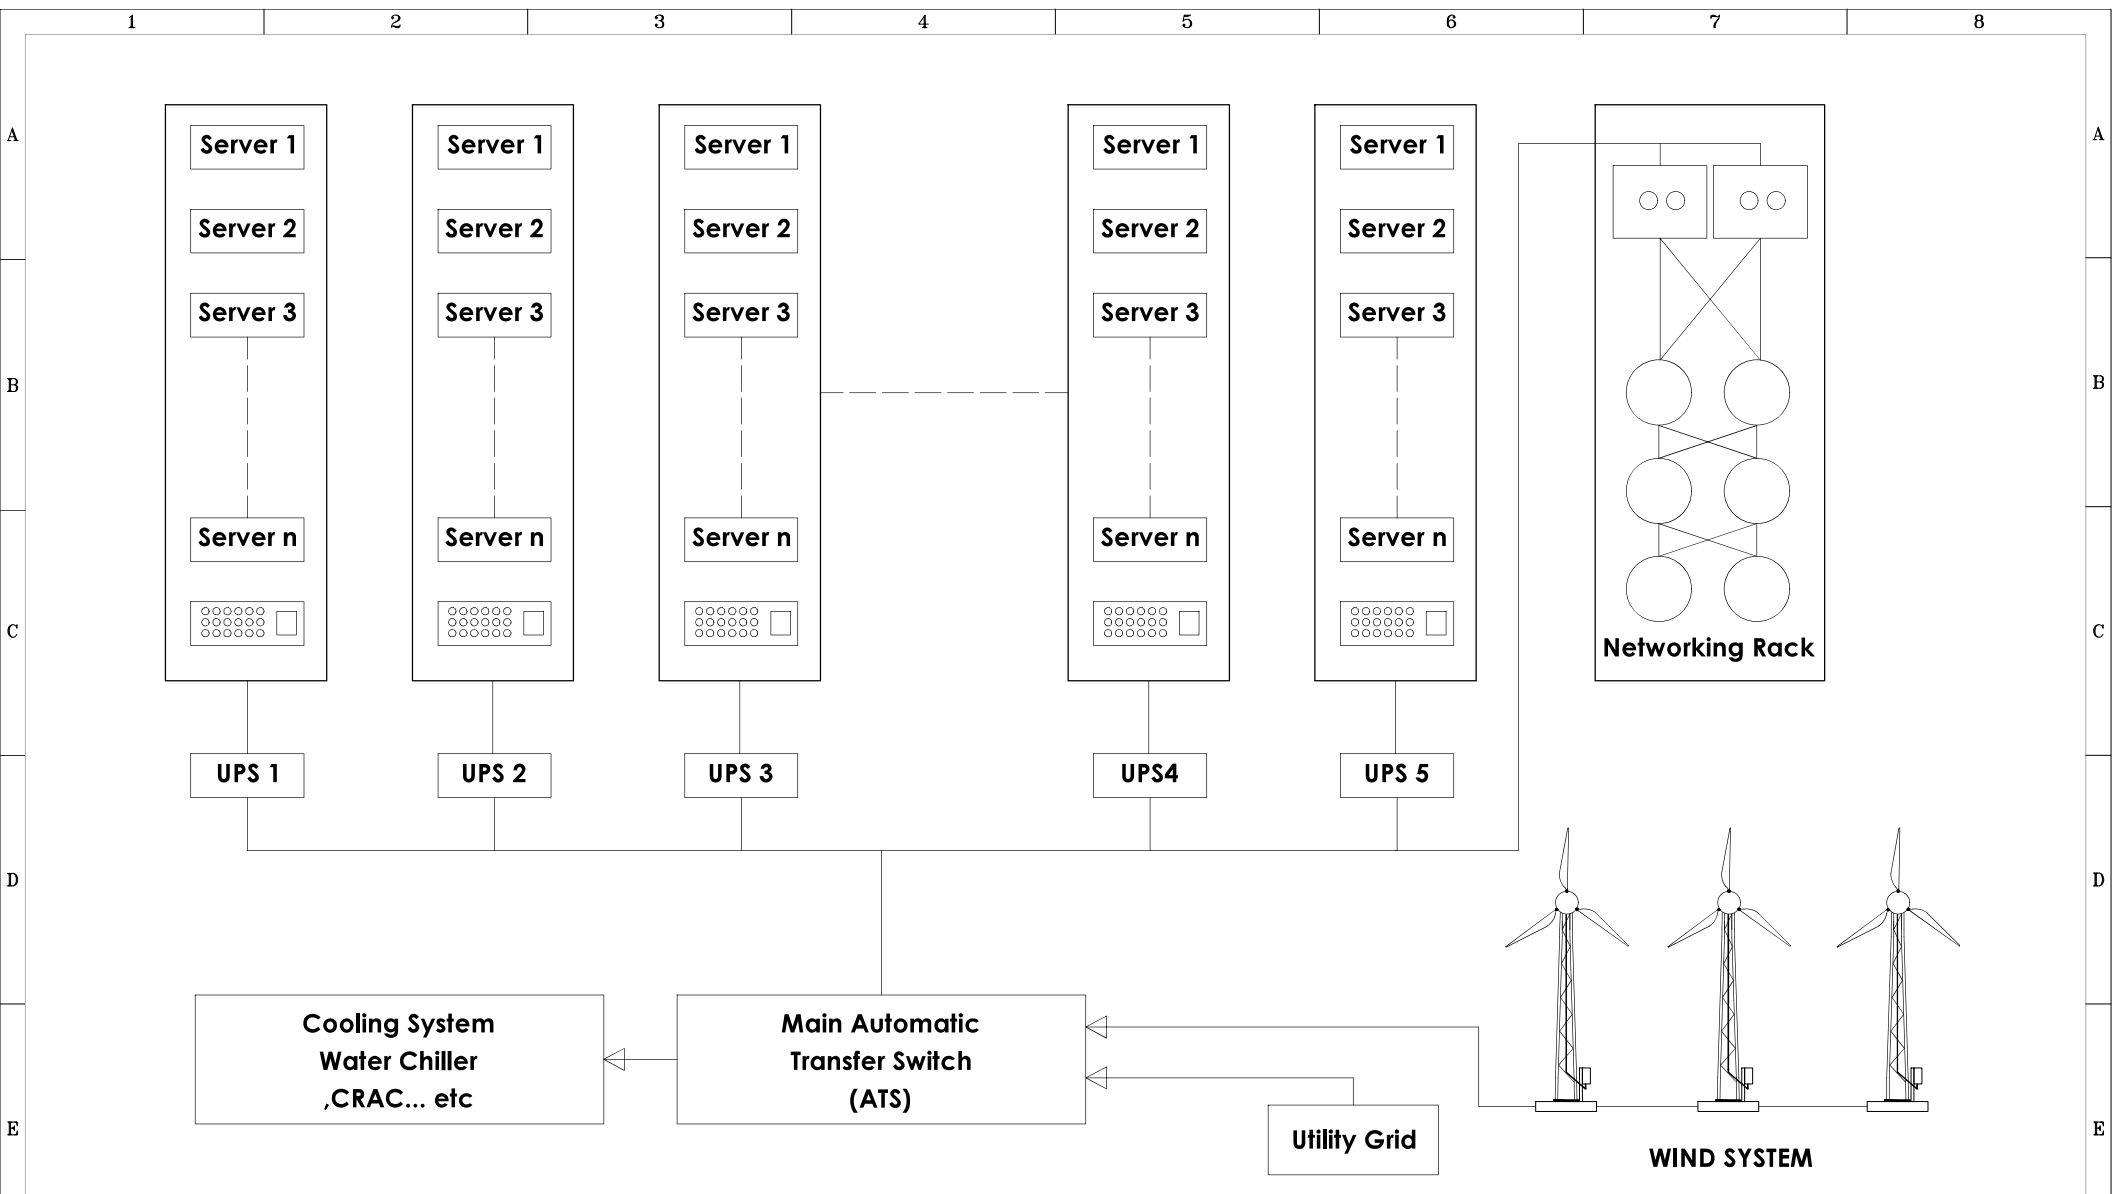 1 2 3 4 5 6 7 8
A A
Server 1 Server 1 Server 1 Server 1 Server 1
Server 2 Server 2 Server 2 Server 2 Server 2
Server 3 Server 3 Server 3 Server 3 Server 3
B B
Server n Server n Server n Server n Server n
C C
Networking Rack
UPS 1 UPS 2 UPS 3 UPS4 UPS 5
D D
Cooling System
Water Chiller
,CRAC... etc
Main Automatic
Transfer Switch
(ATS)
E E
Utility Grid
WIND SYSTEM